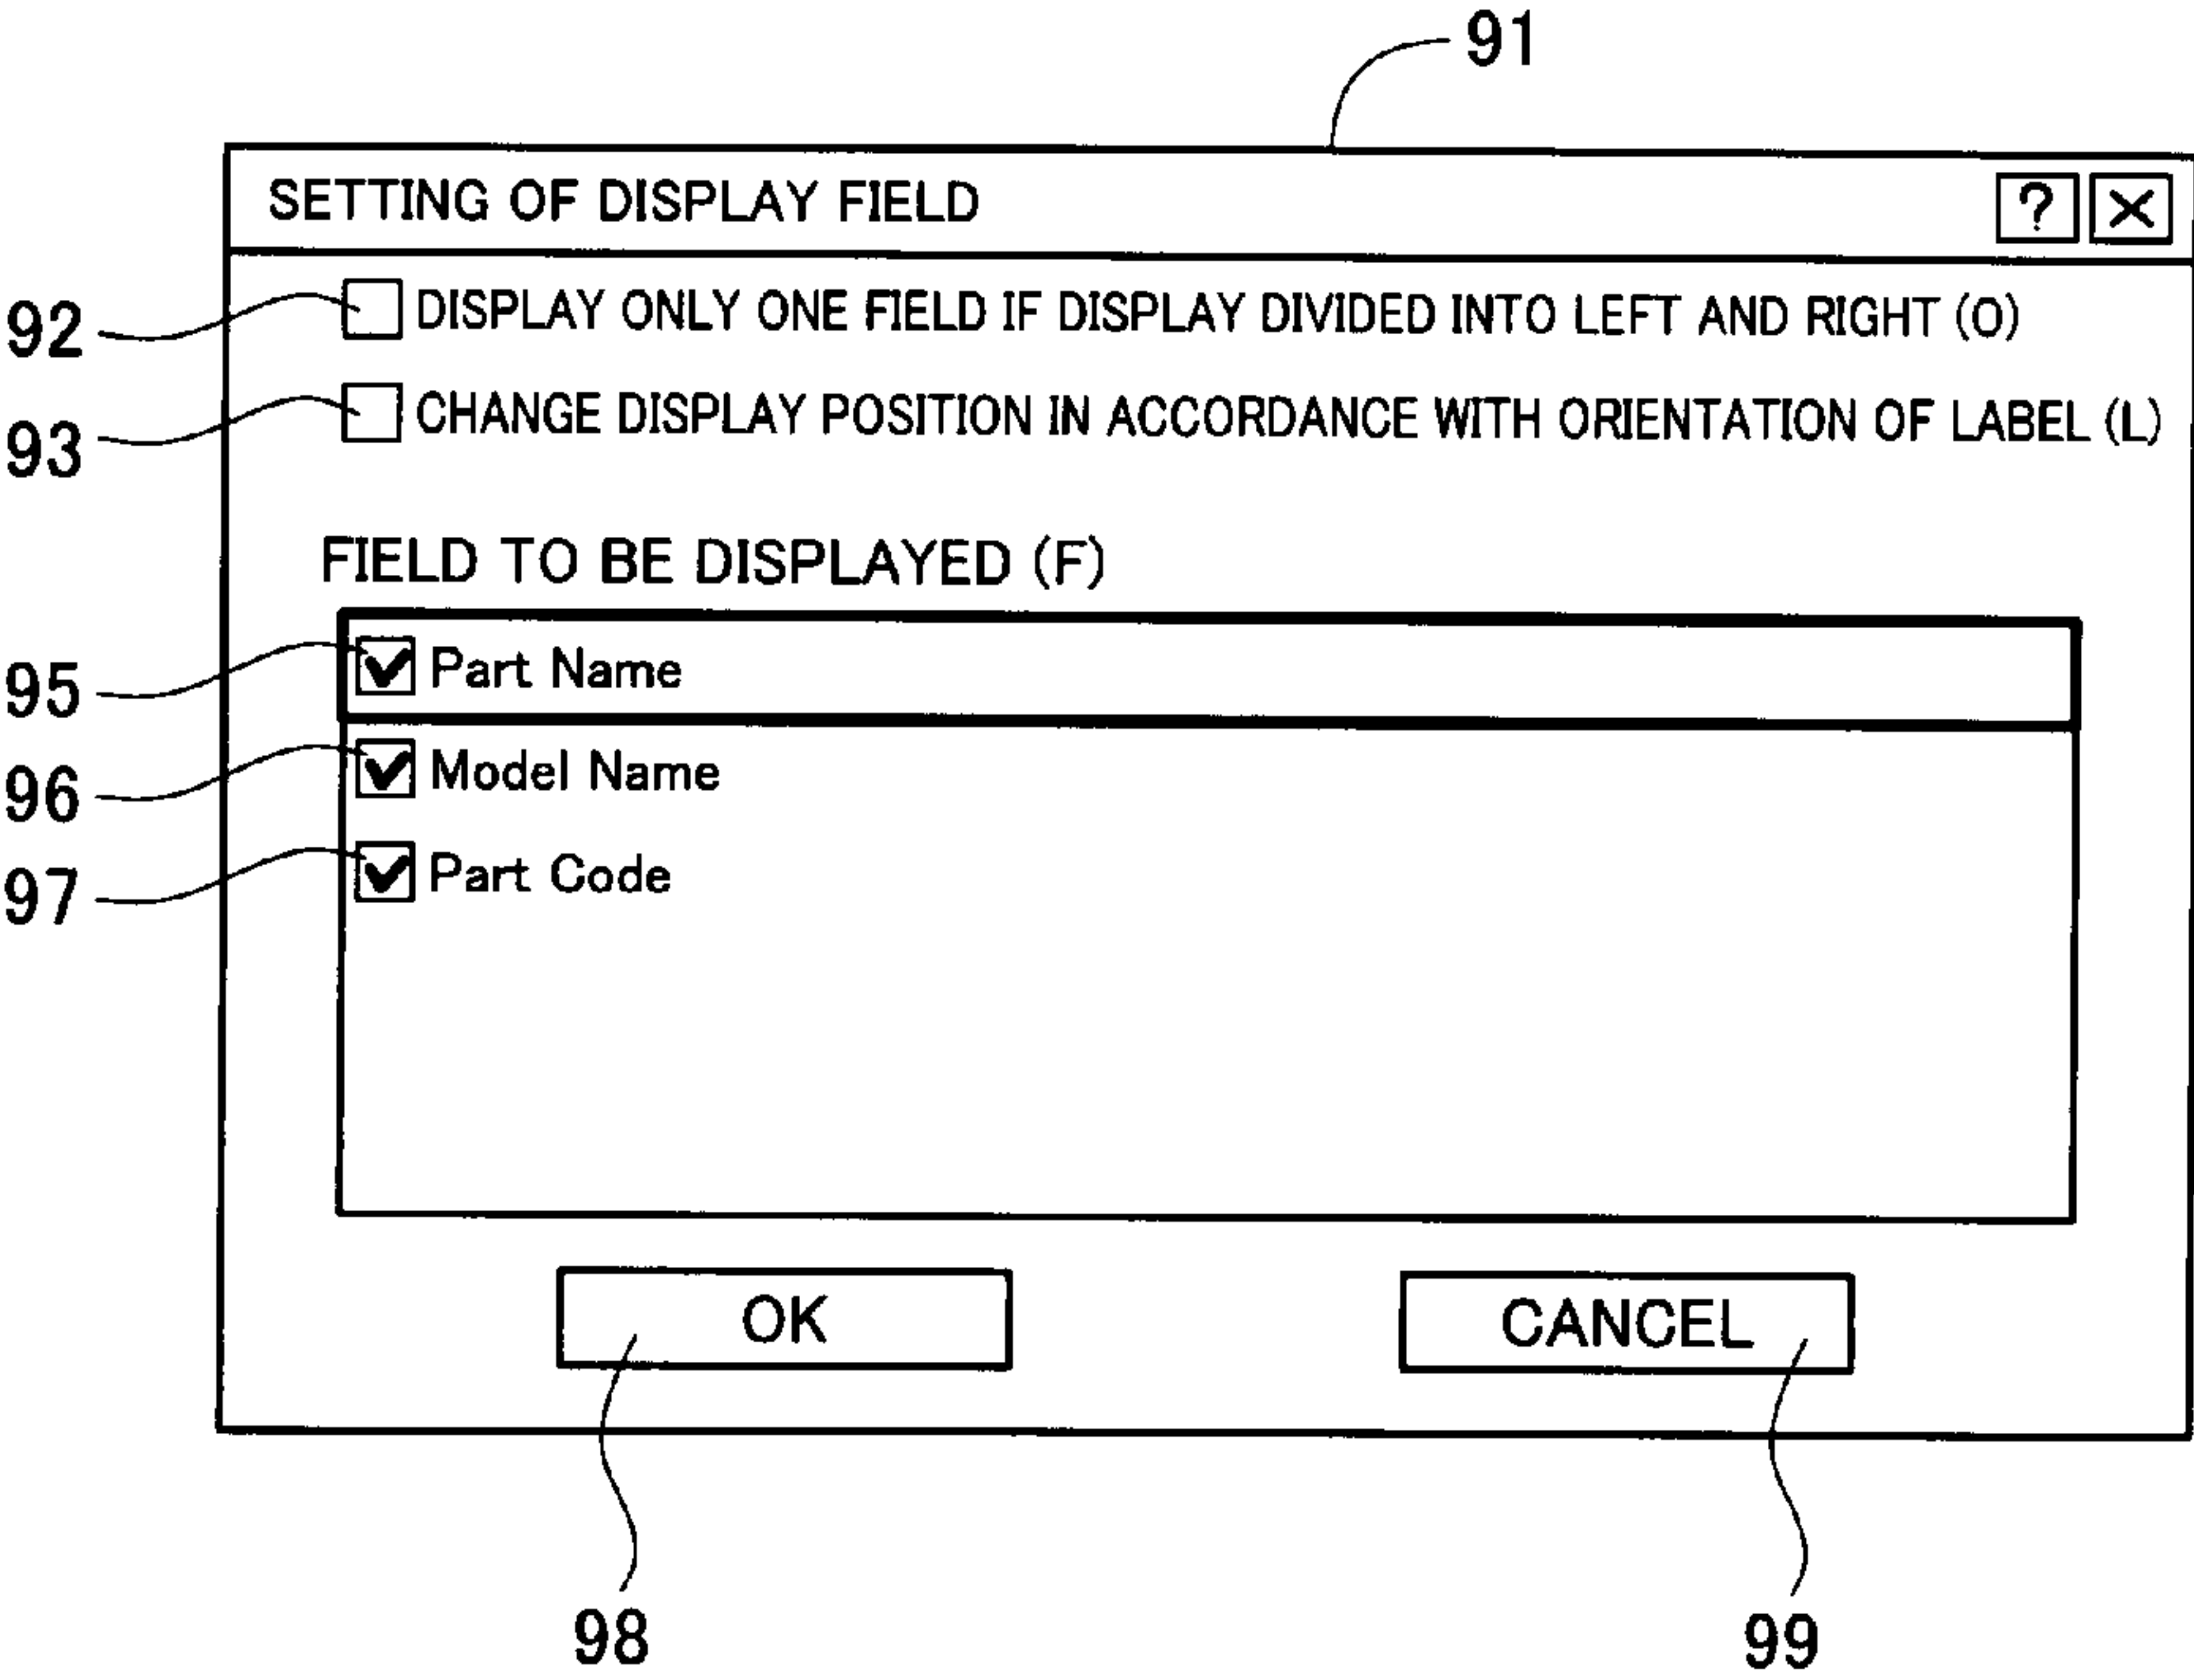 91
SETTING OF DISPLAY FIELD ? ×
92 DISPLAY ONLY ONE FIELD IF DISPLAY DIVIDED INTO LEFT AND RIGHT (O)
93 CHANGE DISPLAY POSITION IN ACCORDANCE WITH ORIENTATION OF LABEL (L)
FIELD TO BE DISPLAYED (F)
95 Part Name
96 Model Name
97 Part Code
OK CANCEL
98 99